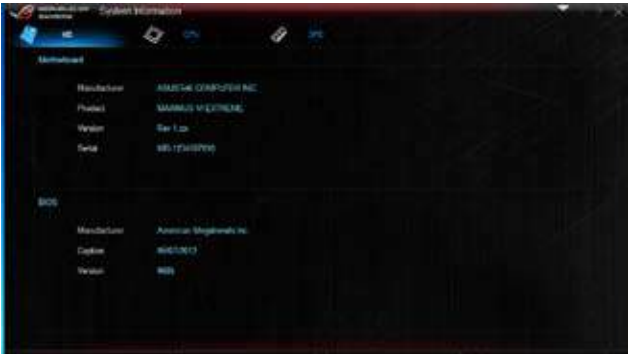 System Information
MB
CPU
SPD
Motherboard
Manufacturer ASUSTeK COMPUTER INC.
Product MAXIMUS VI EXTREME
Version Rev 1.xx
Serial
BIOS
Manufacturer American Megatrends Inc.
Caption
Version